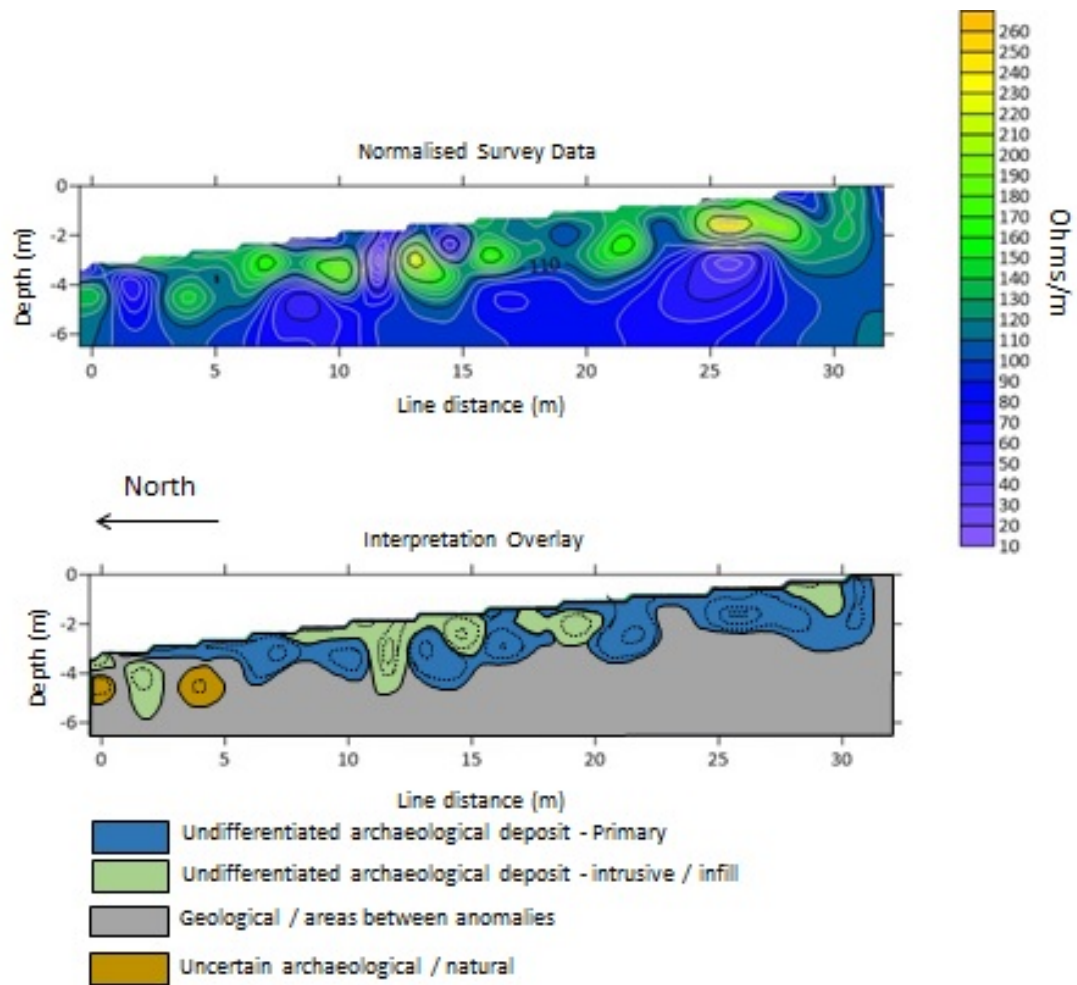 Normalised Survey Data
0
-2
-4
-6
Depth (m)
110
0 5 10 15 20 25 30
Line distance (m)
260
250
240
230
220
210
200
190
180
170
160
150
140
130
120
110
100
90
80
70
60
50
40
30
20
10
Ohms/m
North
Interpretation Overlay
0
-2
-4
-6
Depth (m)
0 5 10 15 20 25 30
Line distance (m)
Undifferentiated archaeological deposit - Primary
Undifferentiated archaeological deposit - intrusive / infill
Geological / areas between anomalies
Uncertain archaeological / natural